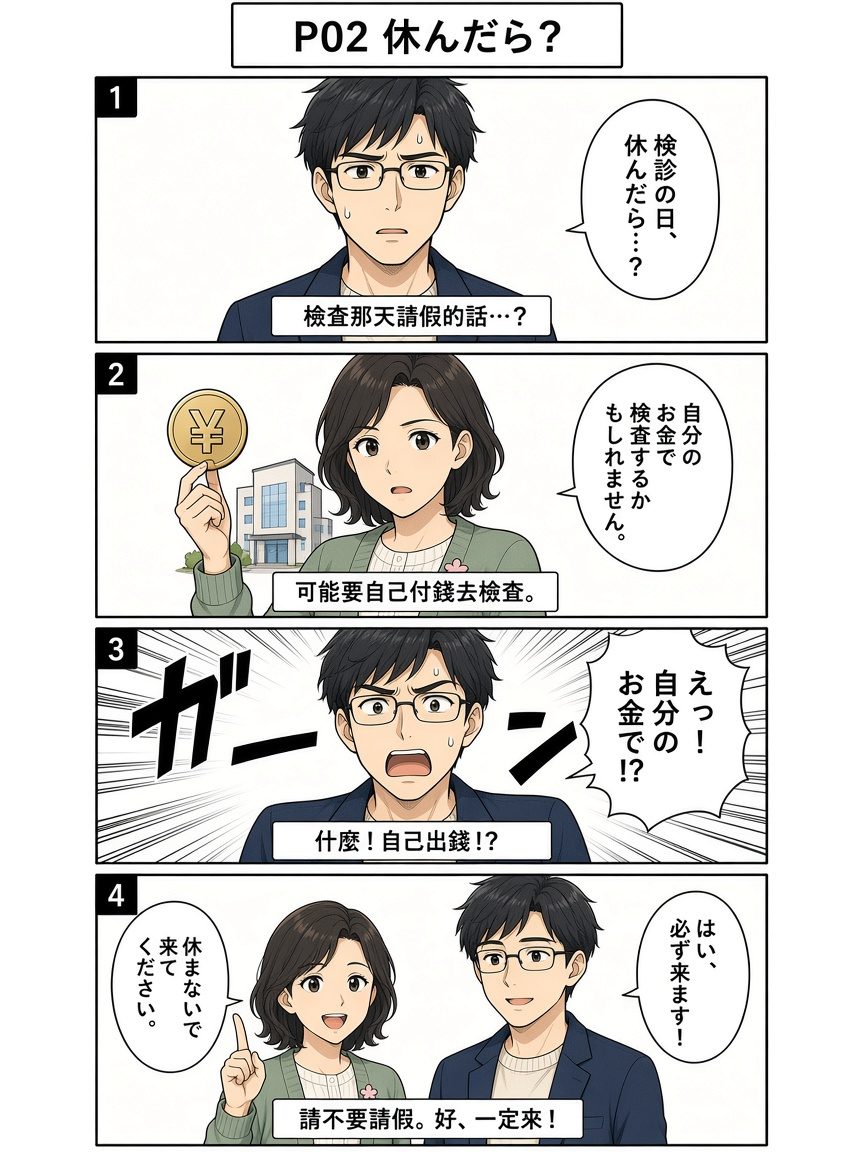 P02 休んだら？
1
検診の日、
休んだら…？
檢查那天請假的話…？
2
¥
自分の
お金で
検査するか
もしれません。
可能要自己付錢去檢查。
3
ガーン
えっ！
自分の
お金で!?
什麼！自己出錢!?
4
はい、
必ず来ます！
休まないで
来て
ください。
請不要請假。好、一定來！